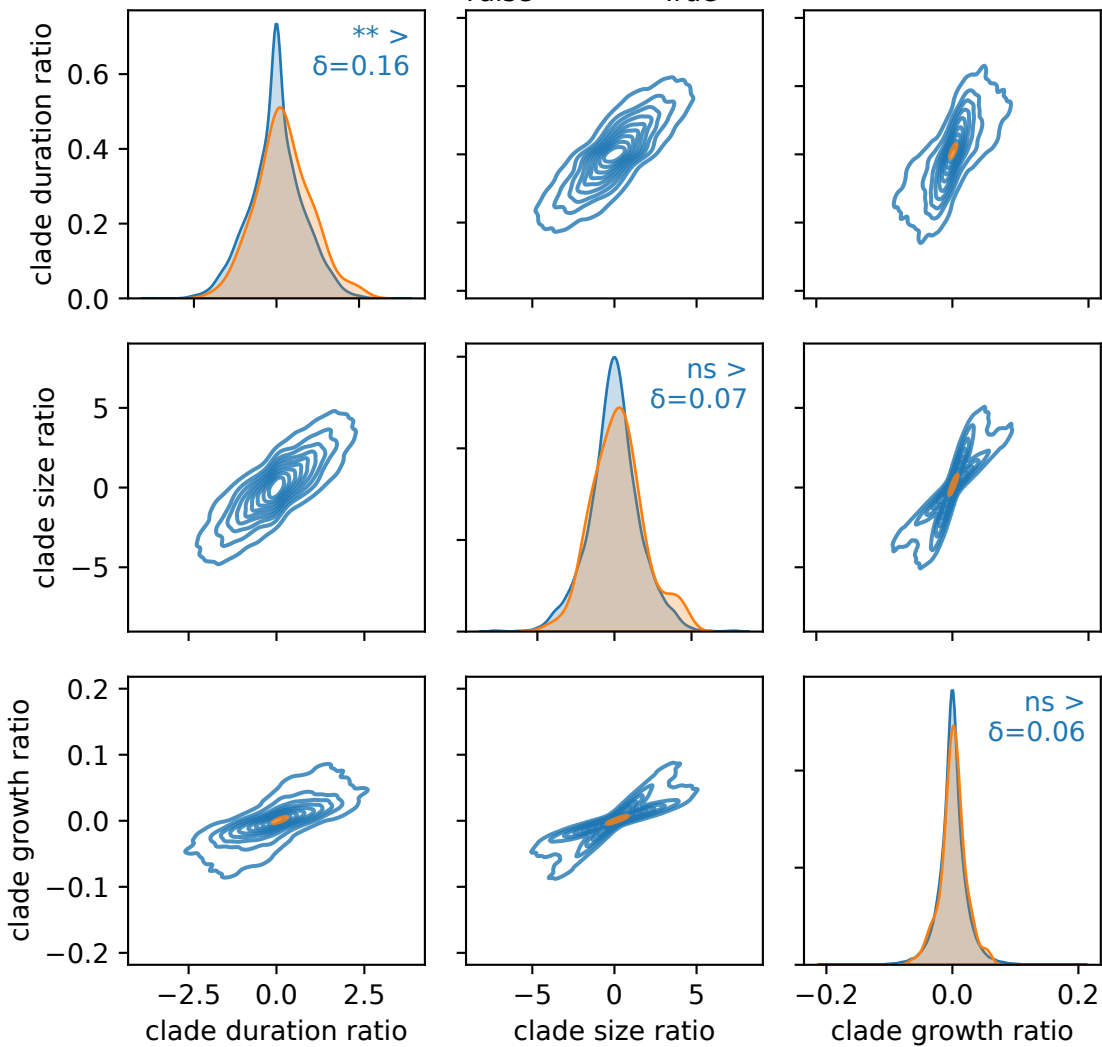 ** >
δ=0.16
ns >
δ=0.07
ns >
δ=0.06
clade duration ratio
0.6
0.4
0.2
0.0
clade size ratio
5
0
−5
clade growth ratio
0.2
0.1
0.0
−0.1
−0.2
−2.5 0.0 2.5
clade duration ratio
−5 0 5
clade size ratio
−0.2 0.0 0.2
clade growth ratio